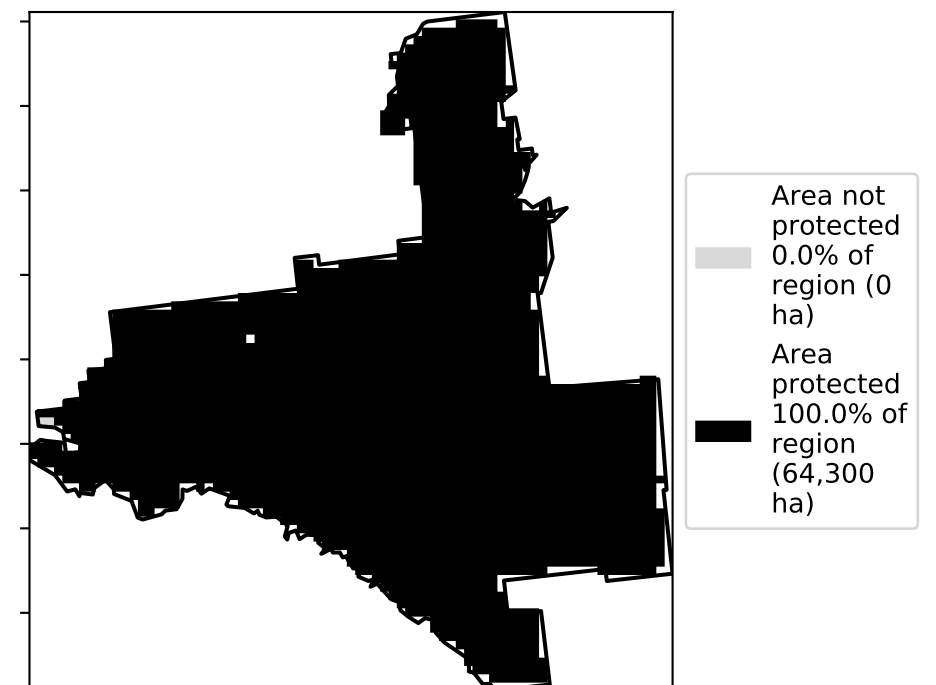 Area not
protected
0.0% of
region (0
ha)
Area
protected
100.0% of
region
(64,300
ha)